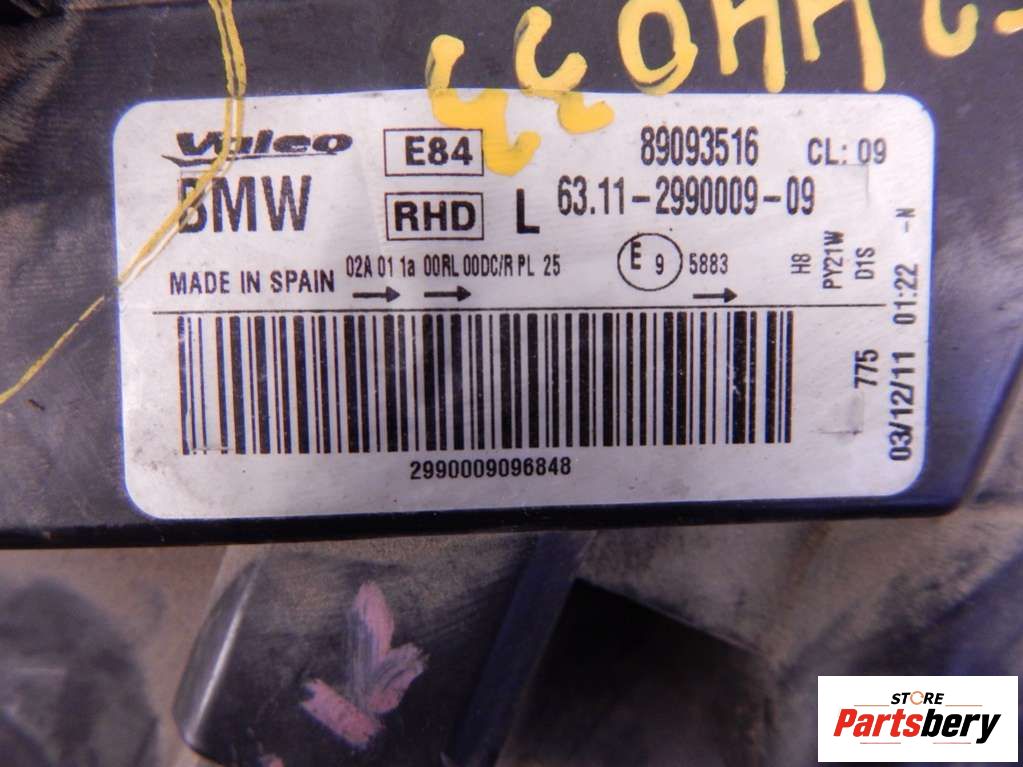 Valeo E84 89093516 CL: 09
BMW RHD L 63.11-2990009-09
MADE IN SPAIN 02A 01 1a 00RL 00DC/R PL 25 E 9 5883
H8
PY21W
D1S
-N
775
03/12/11 01:22
2990009096848
STORE
Partsbery